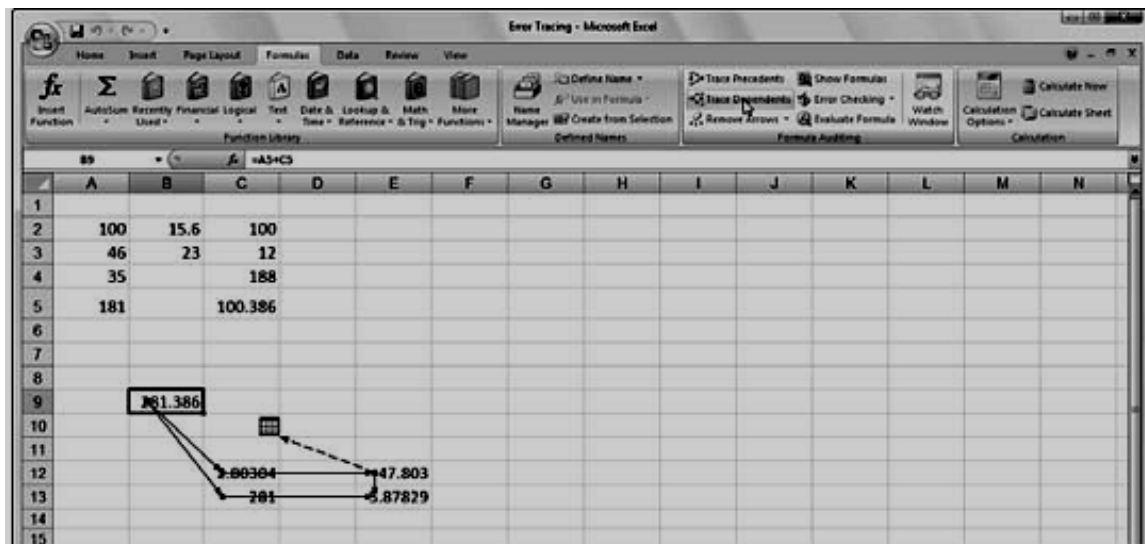 Error Tracing - Microsoft Excel
Home Insert Page Layout Formulas Data Review View
fx Insert Function
Σ AutoSum
Recently Used
Financial
Logical
A Text
Date & Time
Lookup & Reference
Math & Trig
More Functions
Function Library
Name Manager
Define Name
Use in Formula
Create from Selection
Defined Names
Trace Precedents
Trace Dependents
Remove Arrows
Show Formulas
Error Checking
Evaluate Formula
Watch Window
Formula Auditing
Calculation Options
Calculate Now
Calculate Sheet
Calculation
B9 fx =A5+C5
A B C D E F G H I J K L M N
1
2 100 15.6 100
3 46 23 12
4 35 188
5 181 100.386
6
7
8
9 281.386
10
11
12 47.803
13 281
14
15